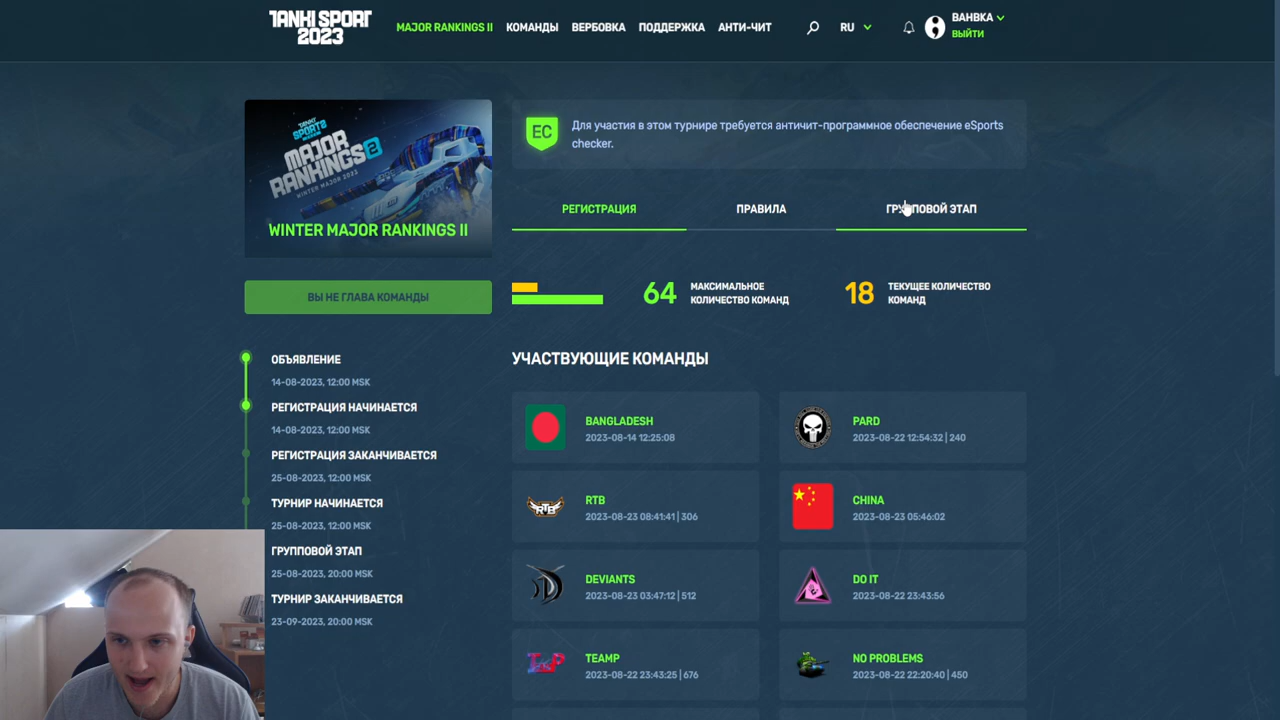 TANKI SPORT
2023
MAJOR RANKINGS II
КОМАНДЫ
ВЕРБОВКА
ПОДДЕРЖКА
АНТИ-ЧИТ
RU
ВАНВКА
ВЫЙТИ
MAJOR
RANKINGS 2
WINTER MAJOR 2023
WINTER MAJOR RANKINGS II
EC
Для участия в этом турнире требуется античит-программное обеспечение eSports
checker.
РЕГИСТРАЦИЯ
ПРАВИЛА
ГРУППОВОЙ ЭТАП
ВЫ НЕ ГЛАВА КОМАНДЫ
64
МАКСИМАЛЬНОЕ
КОЛИЧЕСТВО КОМАНД
18
ТЕКУЩЕЕ КОЛИЧЕСТВО
КОМАНД
ОБЪЯВЛЕНИЕ
14-08-2023, 12:00 MSK
РЕГИСТРАЦИЯ НАЧИНАЕТСЯ
14-08-2023, 12:00 MSK
РЕГИСТРАЦИЯ ЗАКАНЧИВАЕТСЯ
25-08-2023, 12:00 MSK
ТУРНИР НАЧИНАЕТСЯ
25-08-2023, 12:00 MSK
ГРУППОВОЙ ЭТАП
25-08-2023, 20:00 MSK
ТУРНИР ЗАКАНЧИВАЕТСЯ
23-09-2023, 20:00 MSK
УЧАСТВУЮЩИЕ КОМАНДЫ
BANGLADESH
2023-08-14 12:25:08
PARD
2023-08-22 12:54:32 | 240
RTB
RTB
2023-08-23 08:41:41 | 306
CHINA
2023-08-23 05:46:02
DEVIANTS
2023-08-23 03:47:12 | 512
DO IT
2023-08-22 23:43:56
TEAMP
2023-08-22 23:43:25 | 676
NO PROBLEMS
2023-08-22 22:20:40 | 450